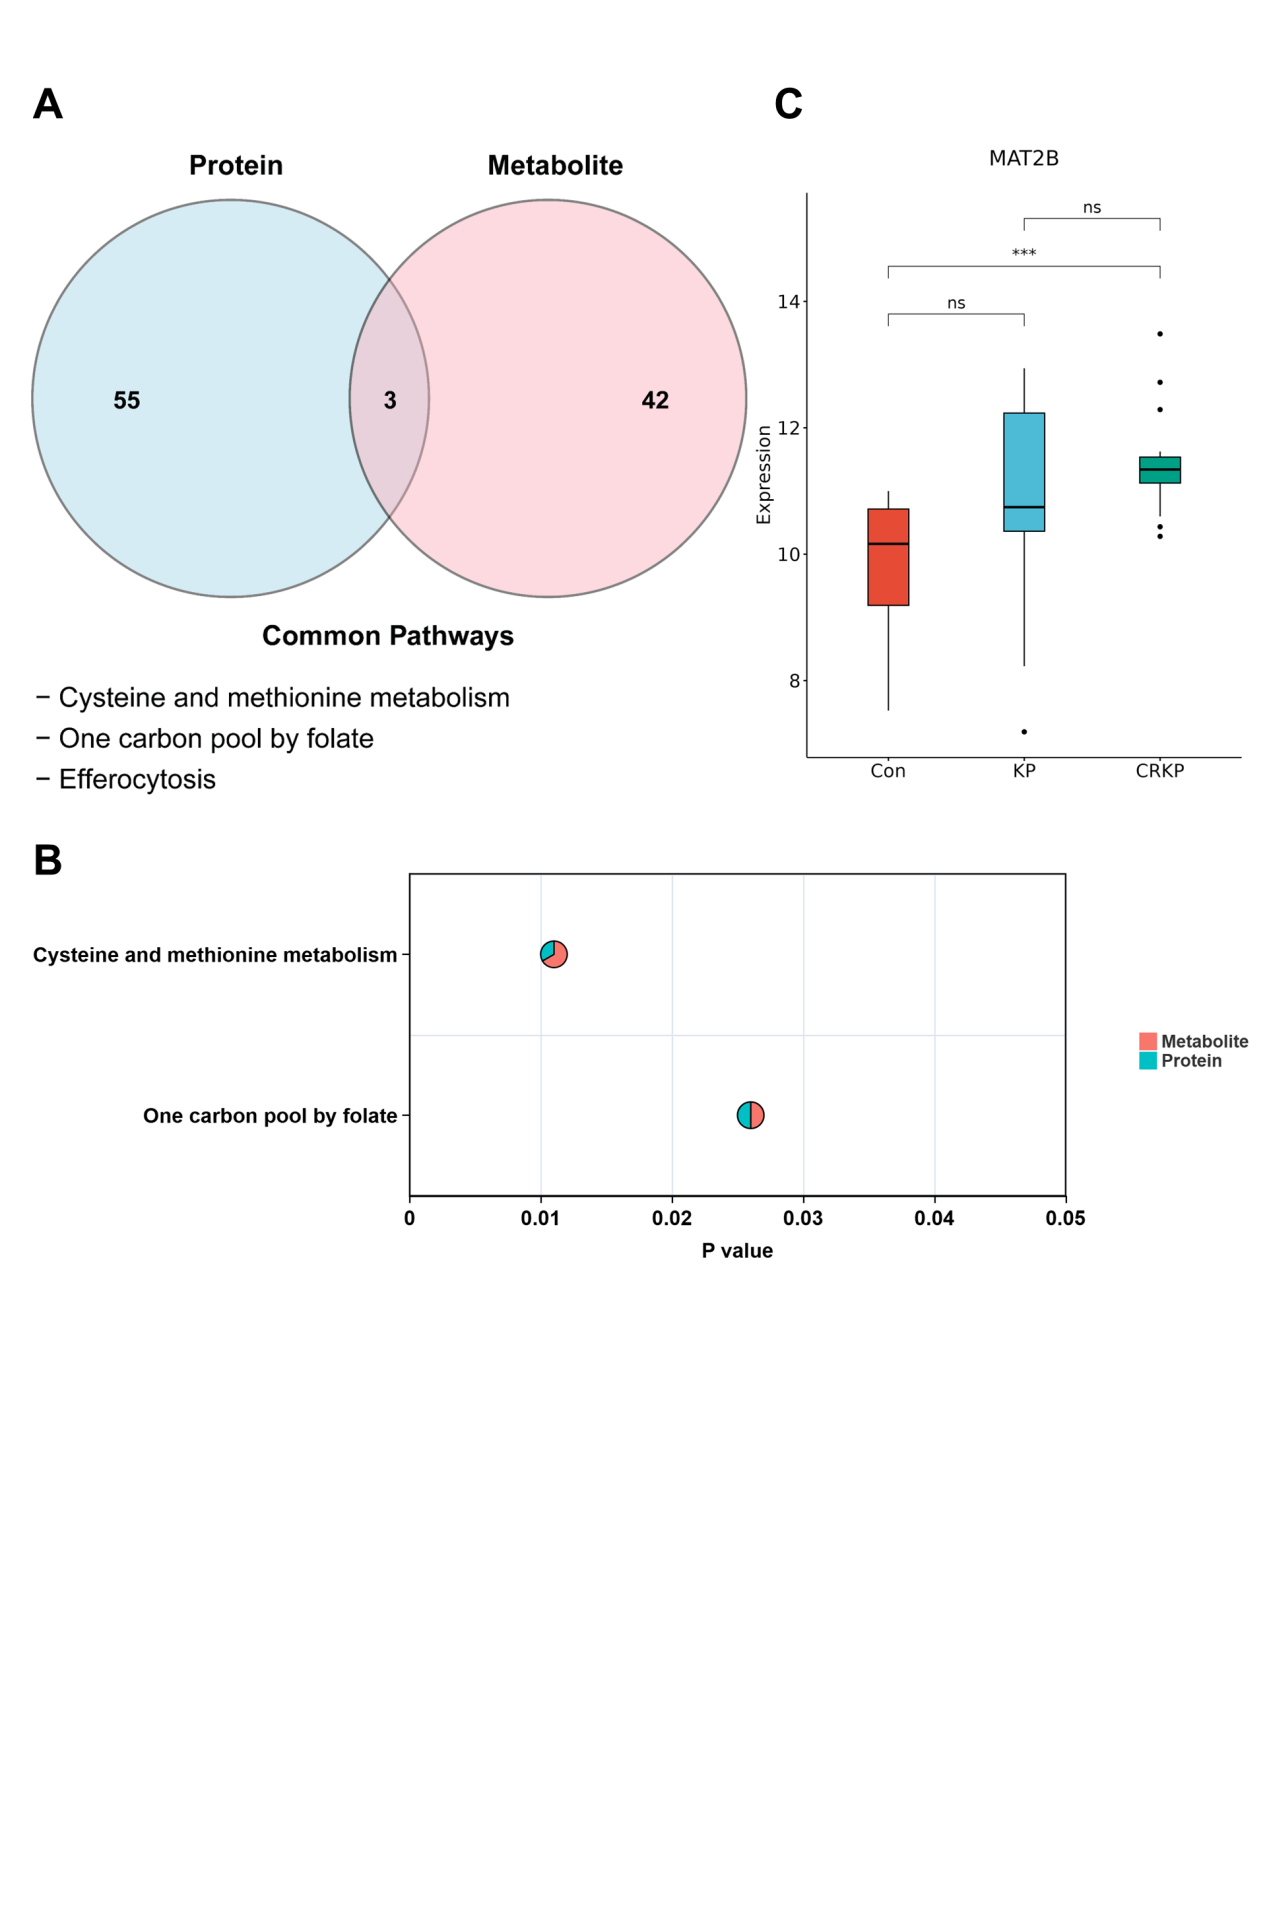 A
Protein
Metabolite
55
3
42
Common Pathways
− Cysteine and methionine metabolism
− One carbon pool by folate
− Efferocytosis
C
MAT2B
ns
***
ns
14
12
10
8
Expression
Con
KP
CRKP
B
Cysteine and methionine metabolism
One carbon pool by folate
0
0.01
0.02
0.03
0.04
0.05
P value
Metabolite
Protein